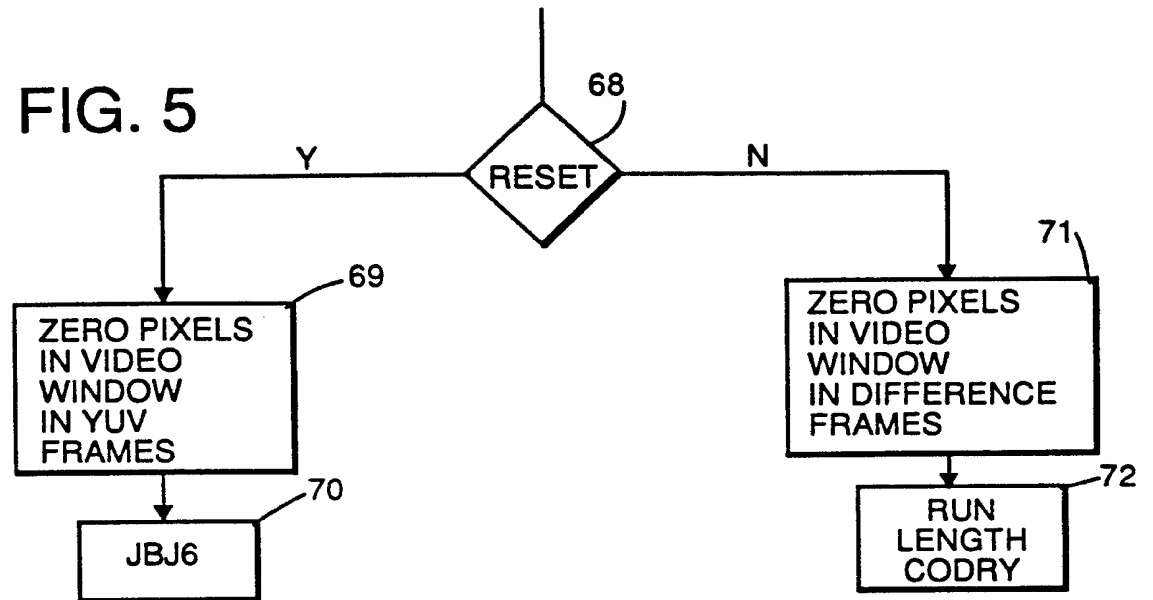 FIG. 5
68
Y
RESET
N
69
ZERO PIXELS
IN VIDEO
WINDOW
IN YUV
FRAMES
70
JBJ6
71
ZERO PIXELS
IN VIDEO
WINDOW
IN DIFFERENCE
FRAMES
72
RUN
LENGTH
CODRY